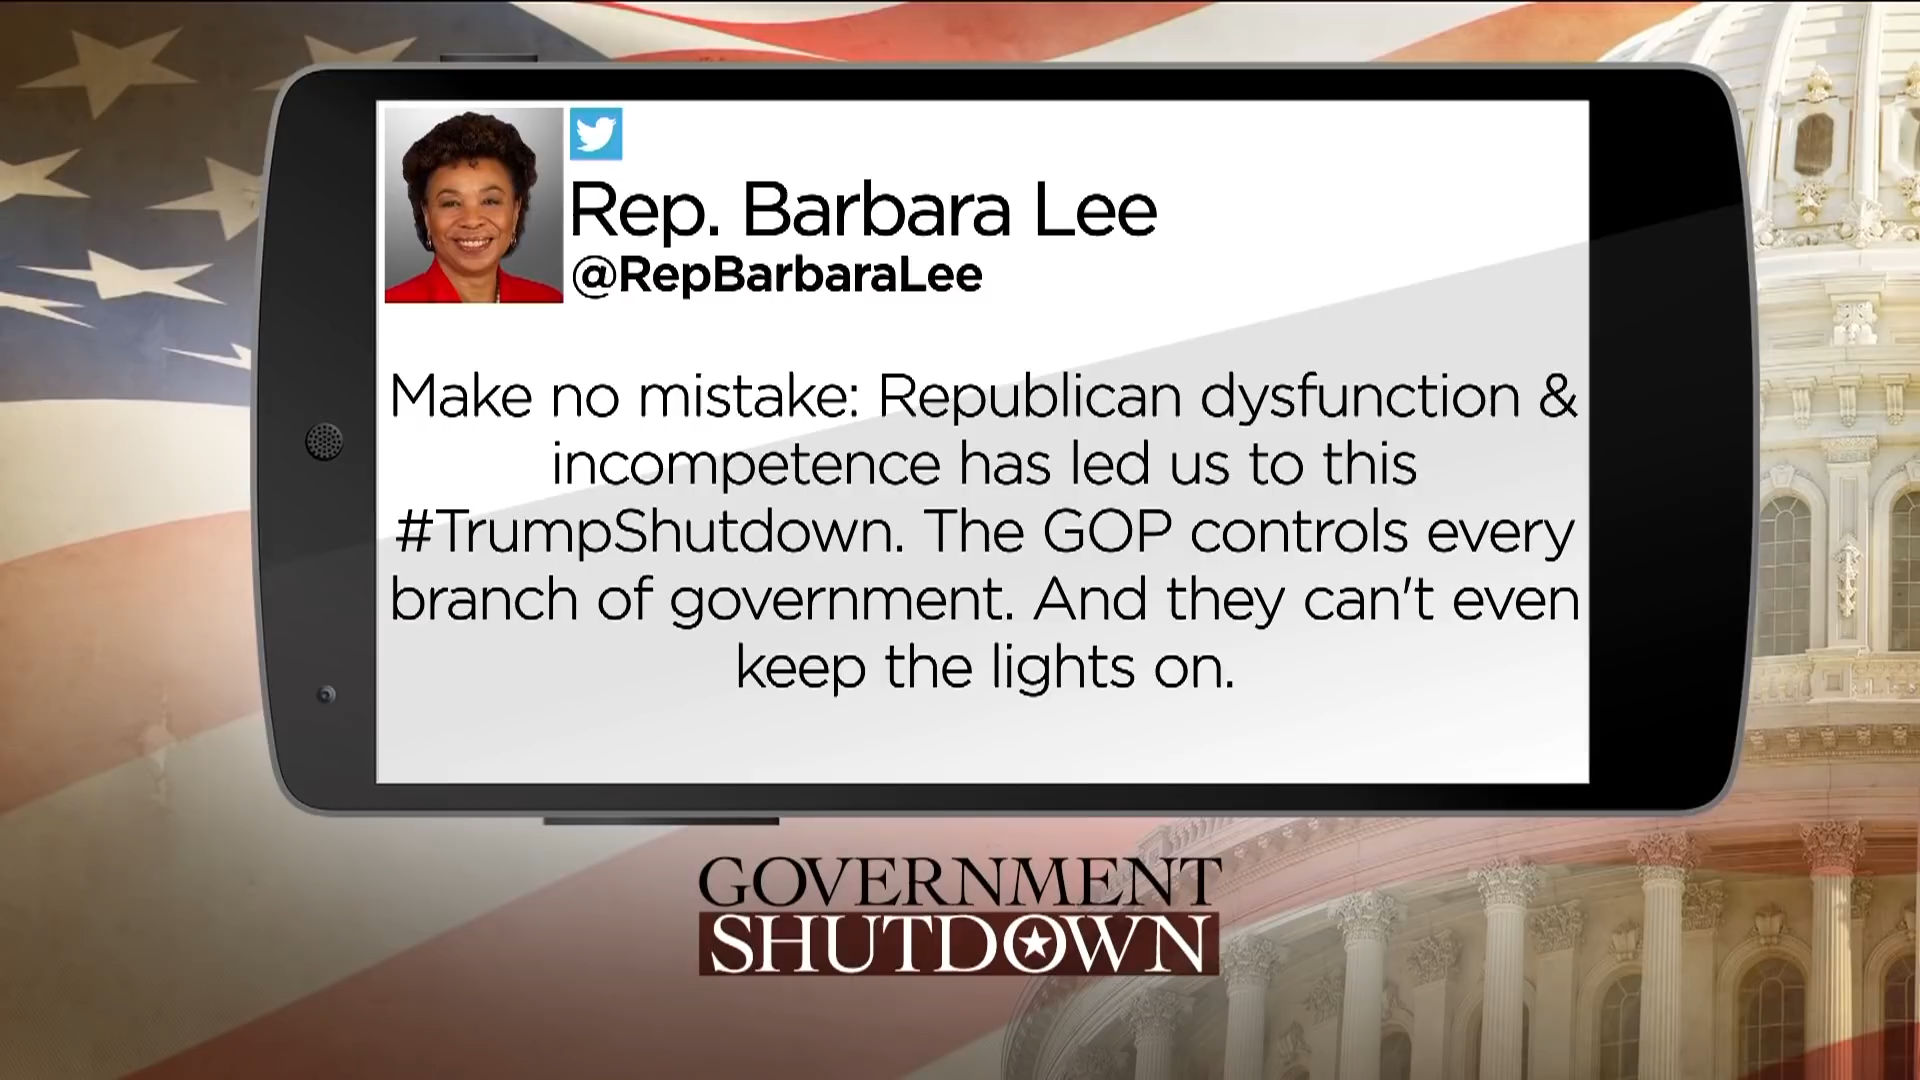 Rep. Barbara Lee
@RepBarbaraLee
Make no mistake: Republican dysfunction &
incompetence has led us to this
#TrumpShutdown. The GOP controls every
branch of government. And they can't even
keep the lights on.
GOVERNMENT
SHUTDOWN